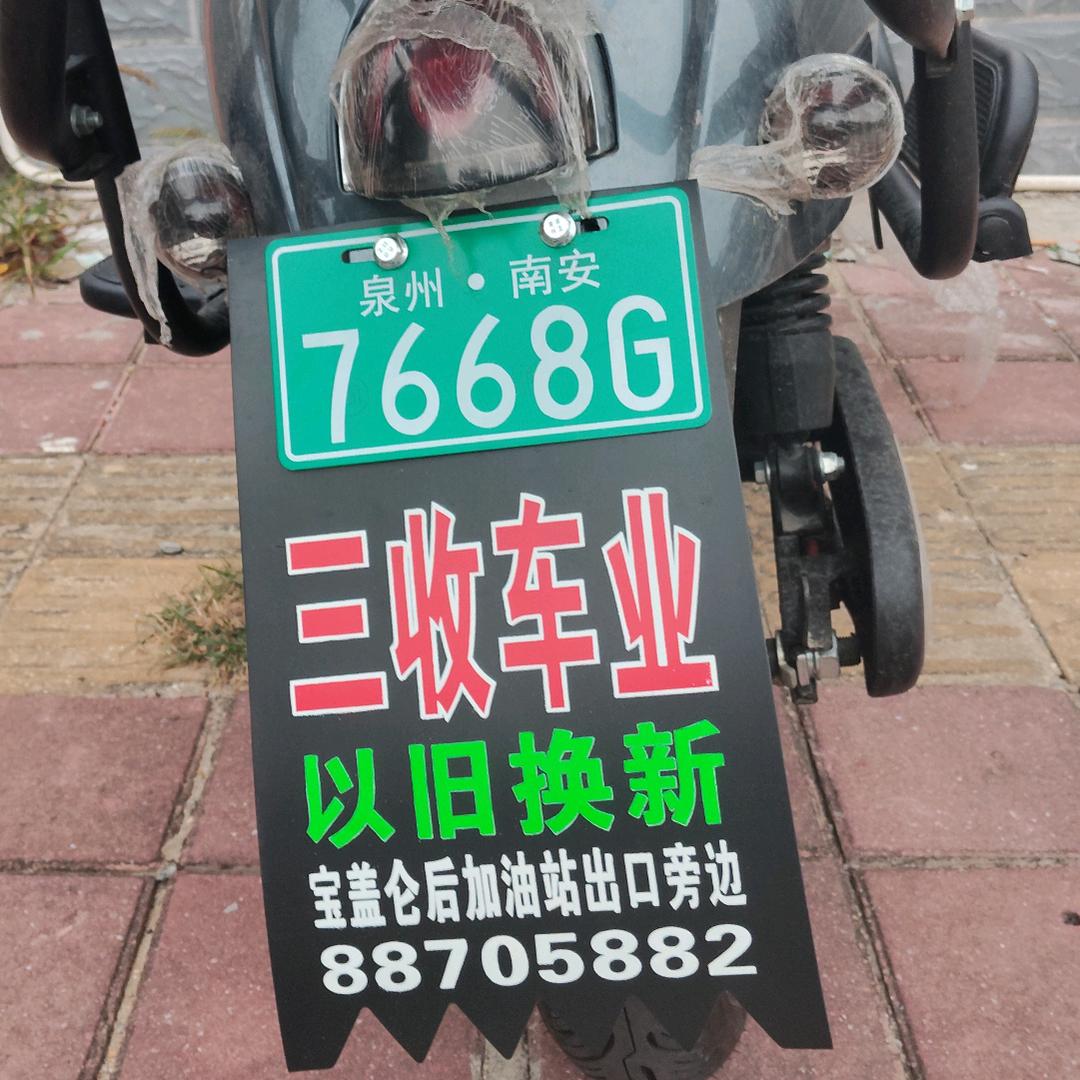 泉州·南安
7668G
三收车业
以旧换新
宝盖仑后加油站出口旁边
88705882